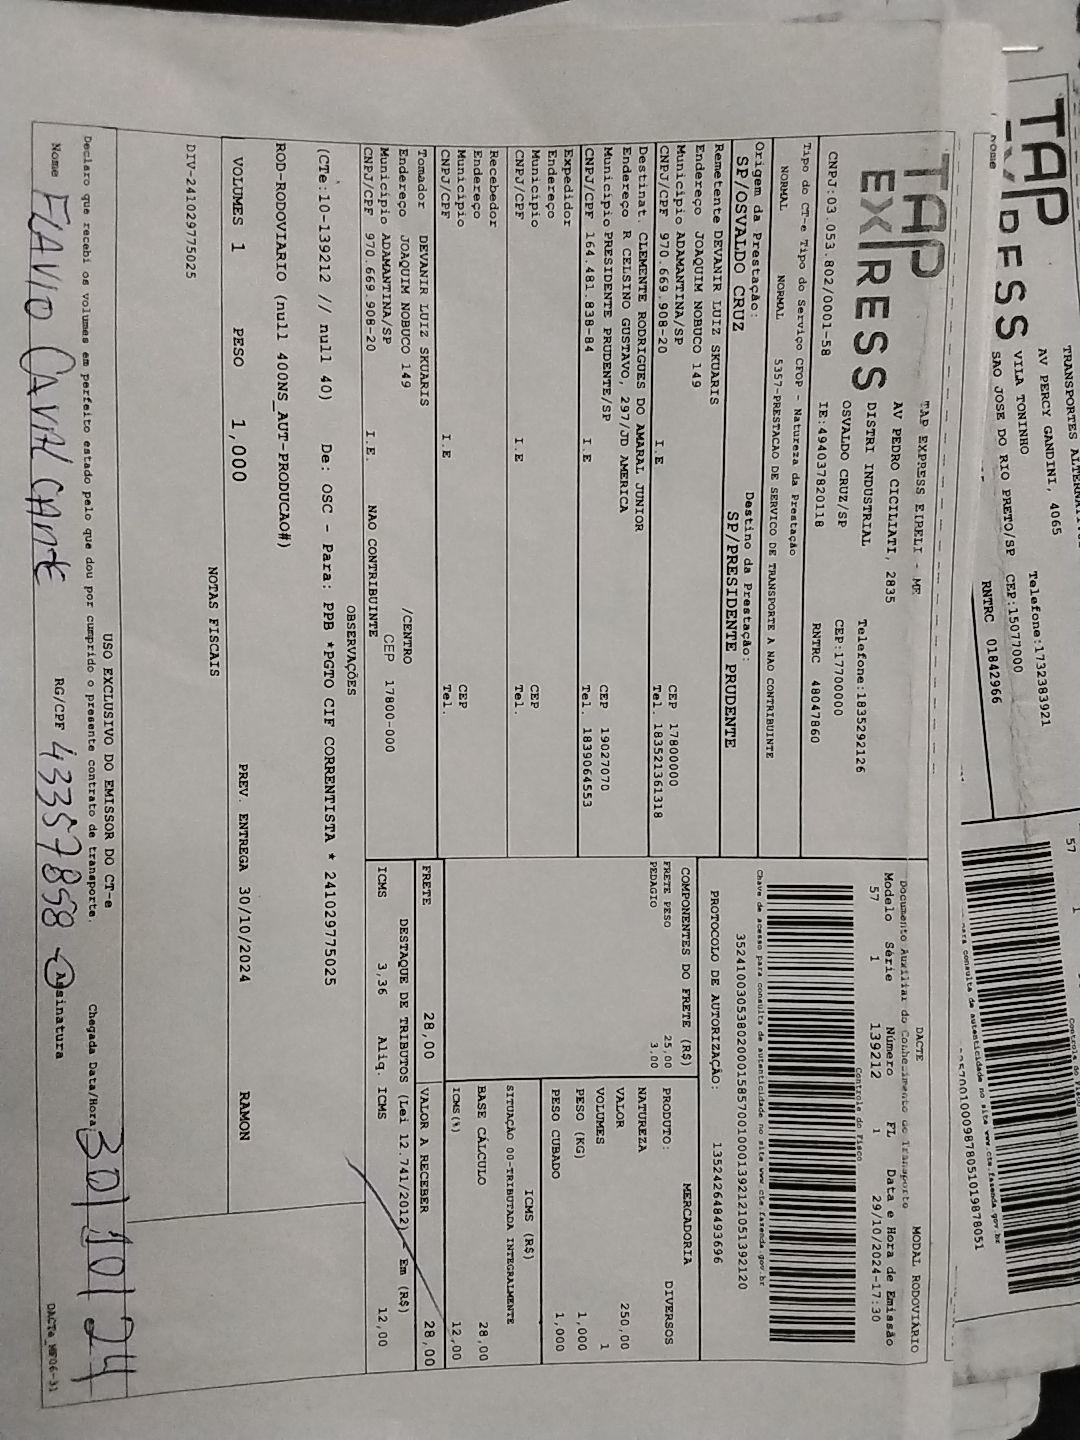 TAP
TRANSPORTES
AV PERCY GANDINI, 4065
VILA TONINHO
SAO JOSE DO RIO PRETO/SP CEP:15077000
Telefone:1732383921
RNTRC 01842966
57
Nome
TAP
EXPRESS
TAP EXPRESS EIRELI - ME
AV PEDRO CICILIATI, 2835
DISTRI INDUSTRIAL
OSVALDO CRUZ/SP
Telefone:1835292126
CEP:17700000
CNPJ:03.053.802/0001-58 IE:494037820118 RNTRC 48047860
DACTE MODAL RODOVIÁRIO
Documento Auxiliar do Conhecimento de Transporte
Modelo Série Número FL Data e Hora de Emissão
57 1 139212 1 29/10/2024-17:30
Controle do Fisco
Chave de acesso para consulta de autenticidade no site www.cte.fazenda.gov.br
35241003053802000158570010001392121051392120
PROTOCOLO DE AUTORIZAÇÃO: 135242648493696
Tipo do CT-e Tipo do Serviço CFOP - Natureza da Prestação
NORMAL NORMAL 5357-PRESTACAO DE SERVICO DE TRANSPORTE A NAO CONTRIBUINTE
Origem da Prestação: Destino da Prestação:
SP/OSVALDO CRUZ SP/PRESIDENTE PRUDENTE
Remetente DEVANIR LUIZ SKUARIS
Endereço JOAQUIM NOBUCO 149
Município ADAMANTINA/SP CEP 17800000
CNPJ/CPF 970.669.908-20 I.E Tel. 183521361318
Destinat. CLEMENTE RODRIGUES DO AMARAL JUNIOR
Endereço R CELSINO GUSTAVO, 297/JD AMERICA
Município PRESIDENTE PRUDENTE/SP CEP 19027070
CNPJ/CPF 164.481.838-84 I.E Tel. 1839064553
Expedidor
Endereço
Município CEP
CNPJ/CPF I.E Tel.
Recebedor
Endereço
Município CEP
CNPJ/CPF I.E Tel.
Tomador DEVANIR LUIZ SKUARIS
Endereço JOAQUIM NOBUCO 149 /CENTRO
Município ADAMANTINA/SP CEP 17800-000
CNPJ/CPF 970.669.908-20 I.E. NAO CONTRIBUINTE
COMPONENTES DO FRETE (R$)
FRETE PESO 25,00
PEDAGIO 3,00
MERCADORIA
PRODUTO: DIVERSOS
NATUREZA
VALOR 250,00
VOLUMES 1
PESO (KG) 1,000
PESO CUBADO 1,000
ICMS (R$)
SITUAÇÃO 00-TRIBUTADA INTEGRALMENTE
BASE CÁLCULO 28,00
ICMS(%) 12,00
FRETE 28,00 VALOR A RECEBER 28,00
DESTAQUE DE TRIBUTOS (Lei 12.741/2012) - Em (R$)
ICMS 3,36 Aliq. ICMS 12,00
OBSERVAÇÕES
(CTe:10-139212 // null 40) De: OSC - Para: PPB *PGTO CIF CORRENTISTA * 241029775025
ROD-RODOVIARIO (null 400NS_AUT-PRODUCAO#)
VOLUMES 1 PESO 1,000 PREV. ENTREGA 30/10/2024 RAMON
NOTAS FISCAIS
DIV-241029775025
USO EXCLUSIVO DO EMISSOR DO CT-e
Declaro que recebi os volumes em perfeito estado pelo que dou por cumprido o presente contrato de transporte. Chegada Data/Hora 30/10/24
Nome FLAVIO CAVALCANTE RG/CPF 43357858 Assinatura
DACTe_MP06-31